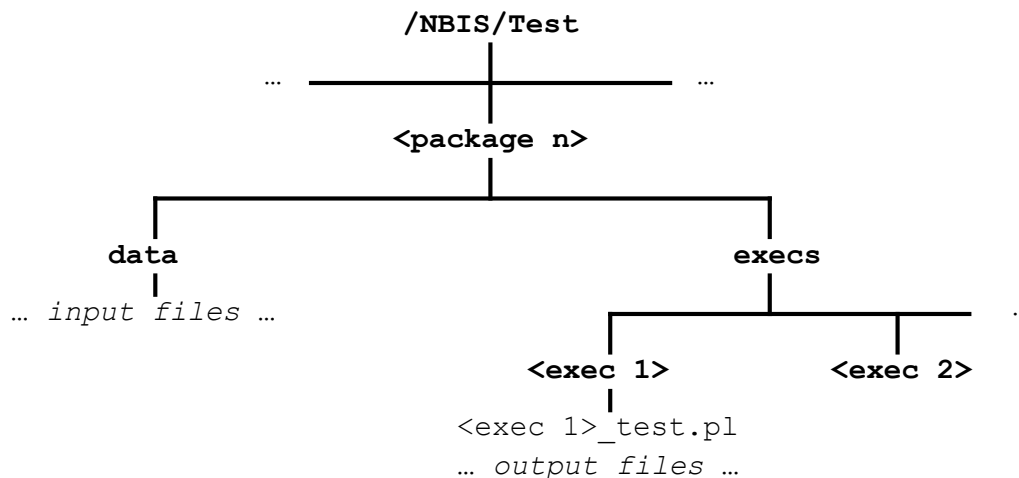 /NBIS/Test
… …
<package n>
data execs
… input files … .
<exec 1> <exec 2>
<exec 1>_test.pl
… output files …